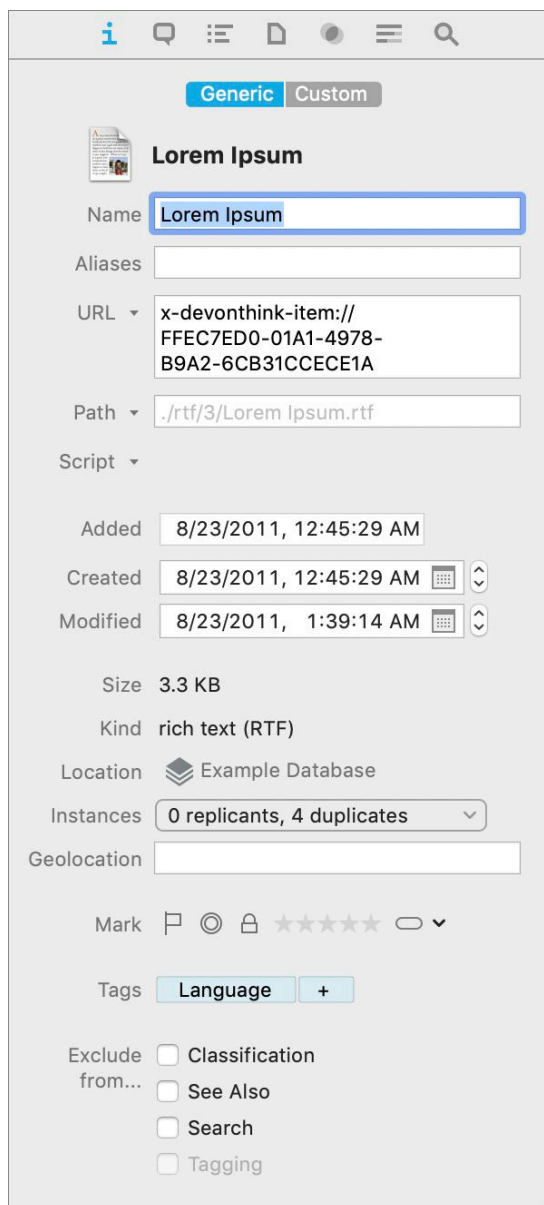 Generic Custom
Lorem Ipsum
Name Lorem Ipsum
Aliases
URL x-devonthink-item://
FFEC7ED0-01A1-4978-
B9A2-6CB31CCECE1A
Path ./rtf/3/Lorem Ipsum.rtf
Script
Added 8/23/2011, 12:45:29 AM
Created 8/23/2011, 12:45:29 AM
Modified 8/23/2011, 1:39:14 AM
Size 3.3 KB
Kind rich text (RTF)
Location Example Database
Instances 0 replicants, 4 duplicates
Geolocation
Mark
Tags Language +
Exclude from... Classification
See Also
Search
Tagging